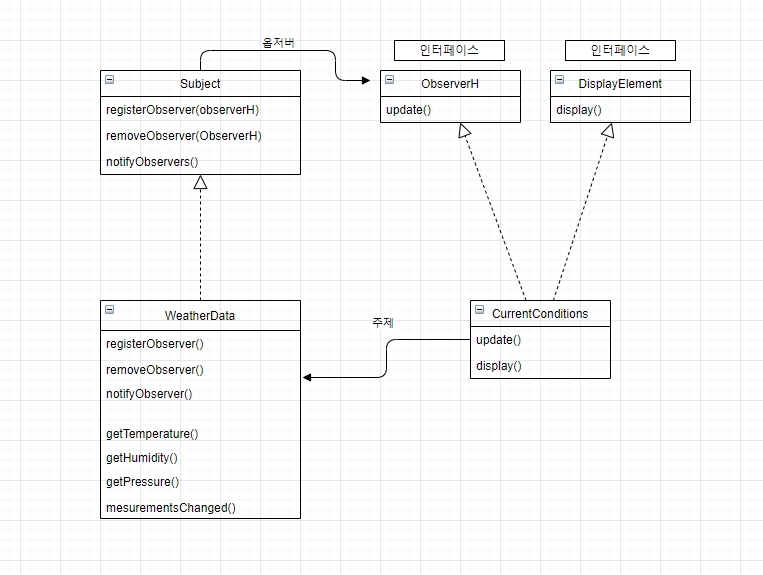 옵저버
인터페이스
인터페이스
Subject
registerObserver(observerH)
removeObserver(ObserverH)
notifyObservers()
ObserverH
update()
DisplayElement
display()
WeatherData
registerObserver()
removeObserver()
notifyObserver()
getTemperature()
getHumidity()
getPressure()
mesurementsChanged()
주제
CurrentConditions
update()
display()